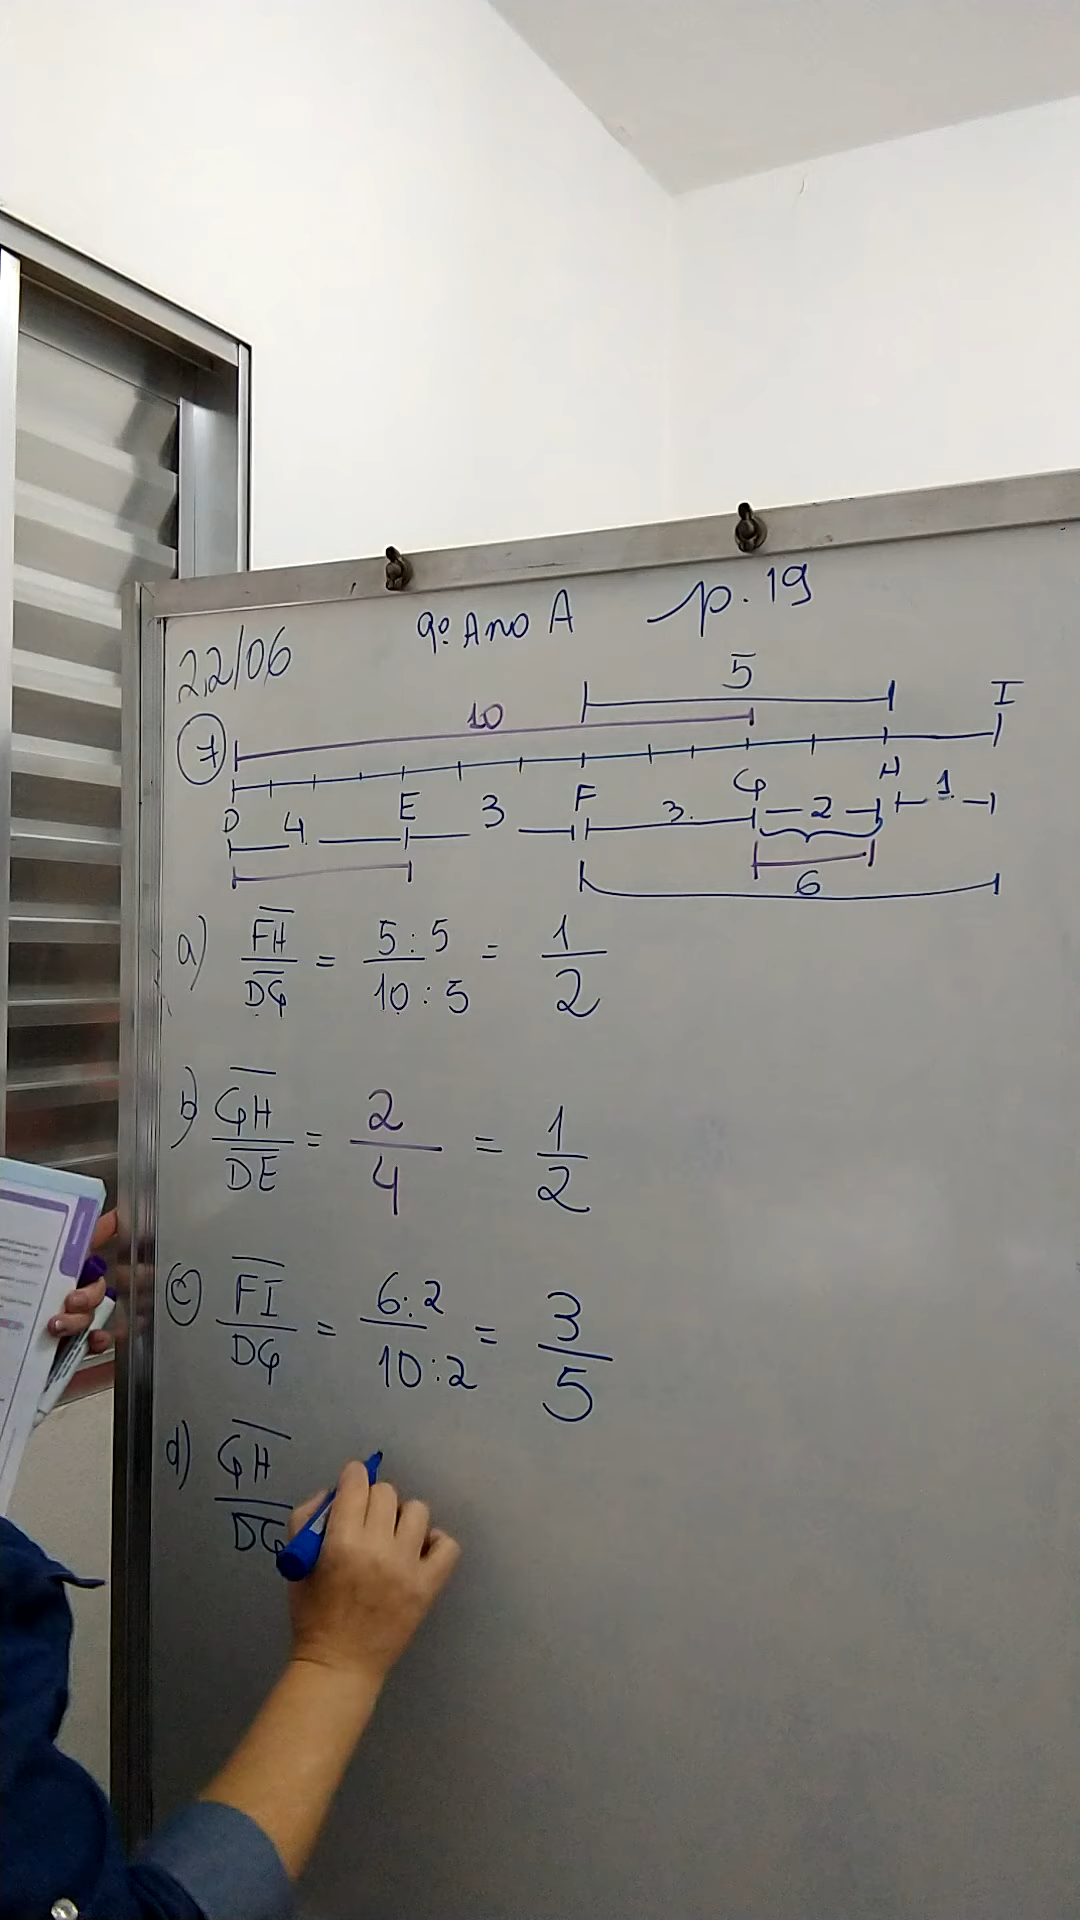 9º Ano A p. 19
22/06
5
I
10
7
D 4 E 3 F 3 G 2 H 1
6
a) FH/DG = 5:5/10:5 = 1/2
b) GH/DE = 2/4 = 1/2
c) FI/DG = 6:2/10:2 = 3/5
d) GH/DG